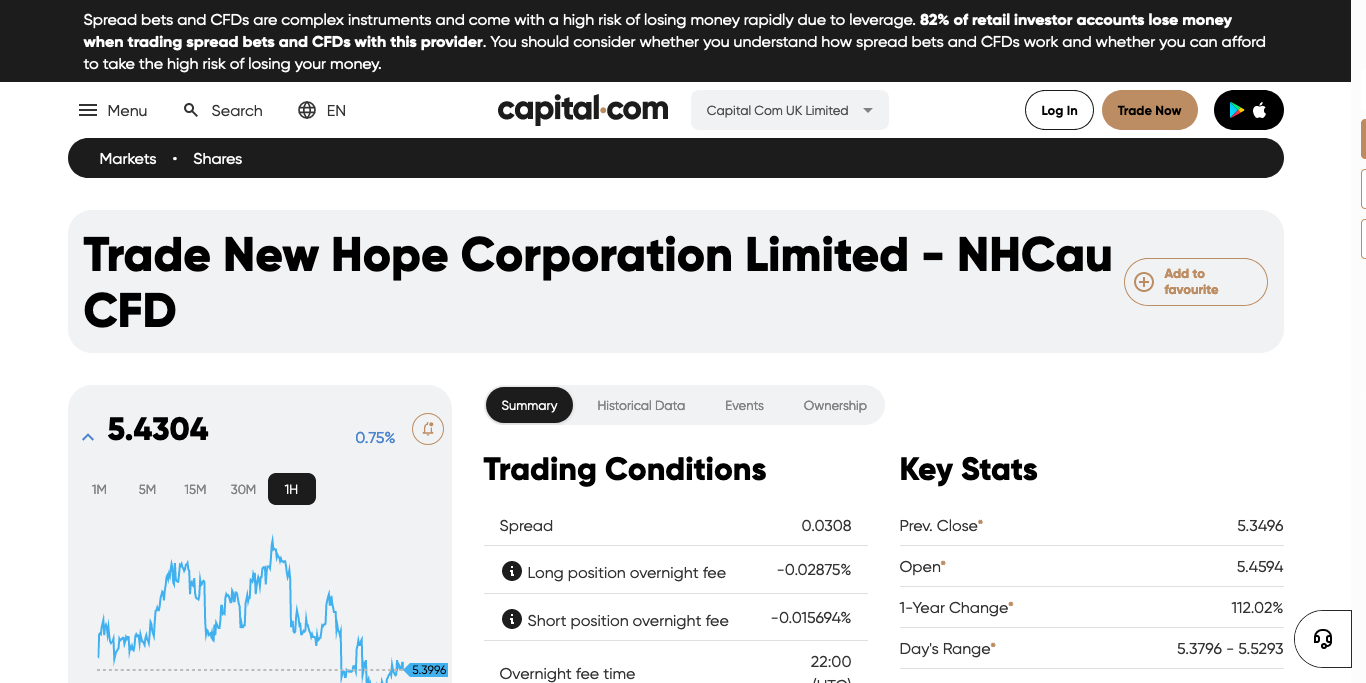 Spread bets and CFDs are complex instruments and come with a high risk of losing money rapidly due to leverage. 82% of retail investor accounts lose money
when trading spread bets and CFDs with this provider. You should consider whether you understand how spread bets and CFDs work and whether you can afford
to take the high risk of losing your money.
Menu
Search
EN
capital.com
Capital Com UK Limited
Log In
Trade Now
Markets • Shares
Trade New Hope Corporation Limited - NHCau
CFD
Add to
favourite
5.4304
0.75%
1M 5M 15M 30M 1H
5.3996
Summary Historical Data Events Ownership
Trading Conditions
Spread 0.0308
Long position overnight fee -0.02875%
Short position overnight fee -0.015694%
Overnight fee time 22:00
(UTC)
Key Stats
Prev. Close* 5.3496
Open* 5.4594
1-Year Change* 112.02%
Day's Range* 5.3796 - 5.5293